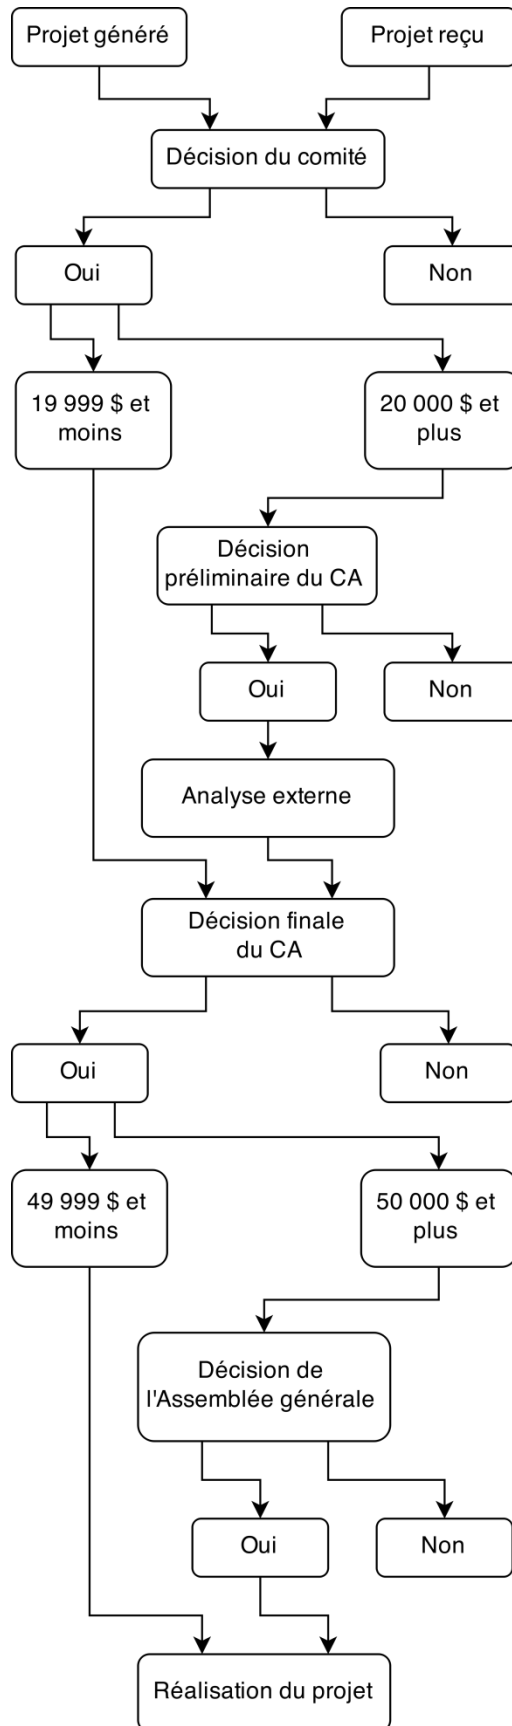 Projet généré
Projet reçu
Décision du comité
Oui
Non
19 999 $ et
moins
20 000 $ et
plus
Décision
préliminaire du CA
Oui
Non
Analyse externe
Décision finale
du CA
Oui
Non
49 999 $ et
moins
50 000 $ et
plus
Décision de
l'Assemblée générale
Oui
Non
Réalisation du projet